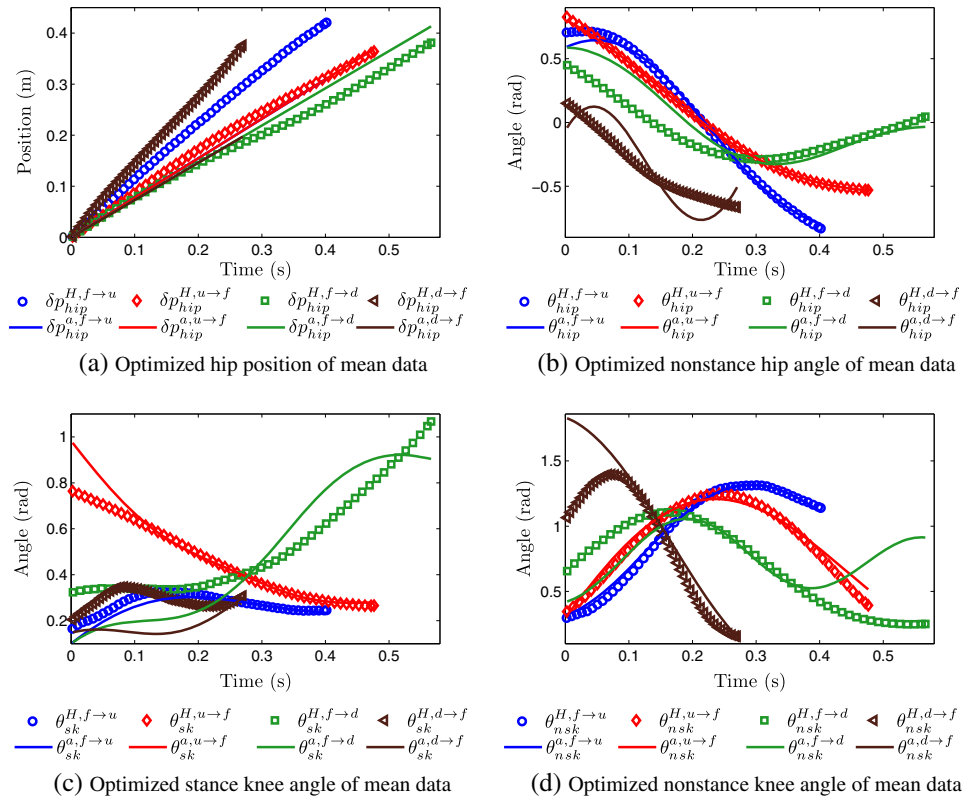 0.4
0.3
0.2
0.1
0
Position (m)
0 0.1 0.2 0.3 0.4 0.5
Time (s)
δp_{hip}^{H,f→u} δp_{hip}^{H,u→f} δp_{hip}^{H,f→d} δp_{hip}^{H,d→f}
δp_{hip}^{a,f→u} δp_{hip}^{a,u→f} δp_{hip}^{a,f→d} δp_{hip}^{a,d→f}
(a) Optimized hip position of mean data
0.5
0
−0.5
Angle (rad)
0 0.1 0.2 0.3 0.4 0.5
Time (s)
θ_{hip}^{H,f→u} θ_{hip}^{H,u→f} θ_{hip}^{H,f→d} θ_{hip}^{H,d→f}
θ_{hip}^{a,f→u} θ_{hip}^{a,u→f} θ_{hip}^{a,f→d} θ_{hip}^{a,d→f}
(b) Optimized nonstance hip angle of mean data
1
0.8
0.6
0.4
0.2
Angle (rad)
0 0.1 0.2 0.3 0.4 0.5
Time (s)
θ_{sk}^{H,f→u} θ_{sk}^{H,u→f} θ_{sk}^{H,f→d} θ_{sk}^{H,d→f}
θ_{sk}^{a,f→u} θ_{sk}^{a,u→f} θ_{sk}^{a,f→d} θ_{sk}^{a,d→f}
(c) Optimized stance knee angle of mean data
1.5
1
0.5
Angle (rad)
0 0.1 0.2 0.3 0.4 0.5
Time (s)
θ_{nsk}^{H,f→u} θ_{nsk}^{H,u→f} θ_{nsk}^{H,f→d} θ_{nsk}^{H,d→f}
θ_{nsk}^{a,f→u} θ_{nsk}^{a,u→f} θ_{nsk}^{a,f→d} θ_{nsk}^{a,d→f}
(d) Optimized nonstance knee angle of mean data